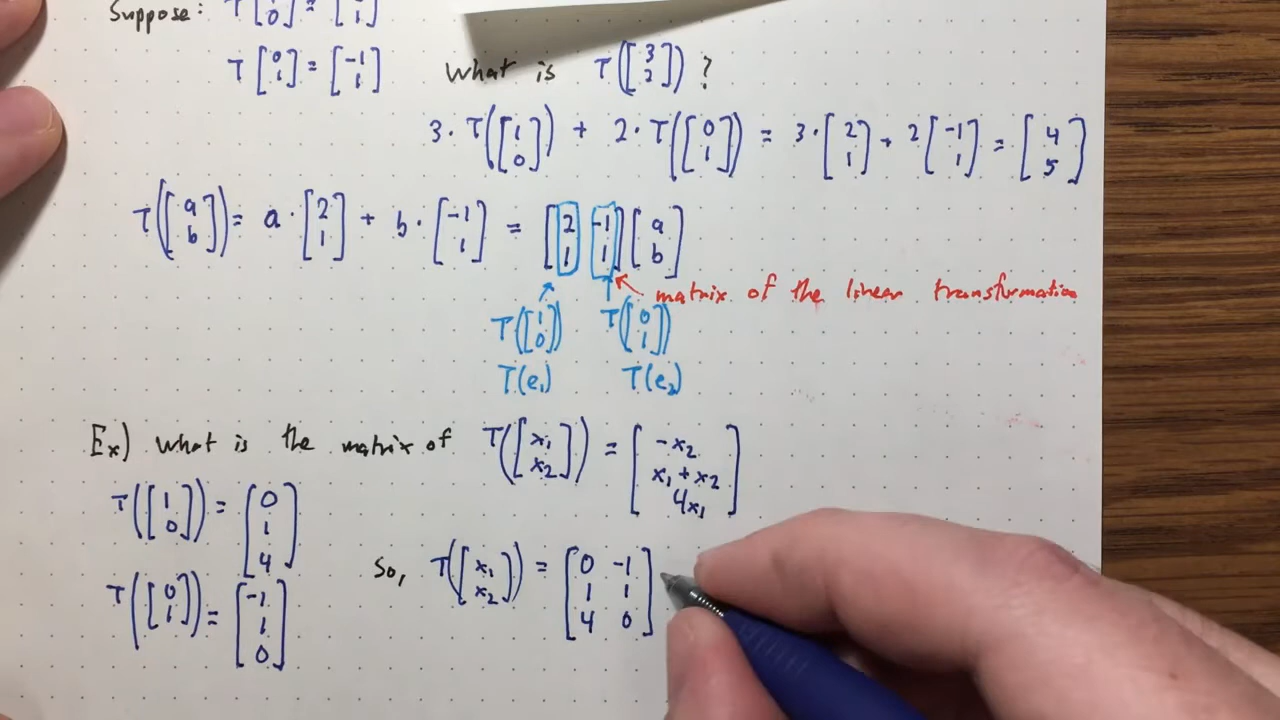 Suppose: T[1 0] = [2 1]
T[0 1] = [-1 1]
What is T([3 2])?
3·T([1 0]) + 2·T([0 1]) = 3·[2 1] + 2[-1 1] = [4 5]
T([a b]) = a·[2 1] + b·[-1 1] = [2 -1 1 1][a b]
matrix of the linear transformation
T([1 0]) T([0 1])
T(e₁) T(e₂)
Ex) What is the matrix of T([x₁ x₂]) = [-x₂ x₁+x₂ 4x₁]
T([1 0]) = [0 1 4]
T([0 1]) = [-1 1 0]
So, T([x₁ x₂]) = [0 -1 1 1 4 0]